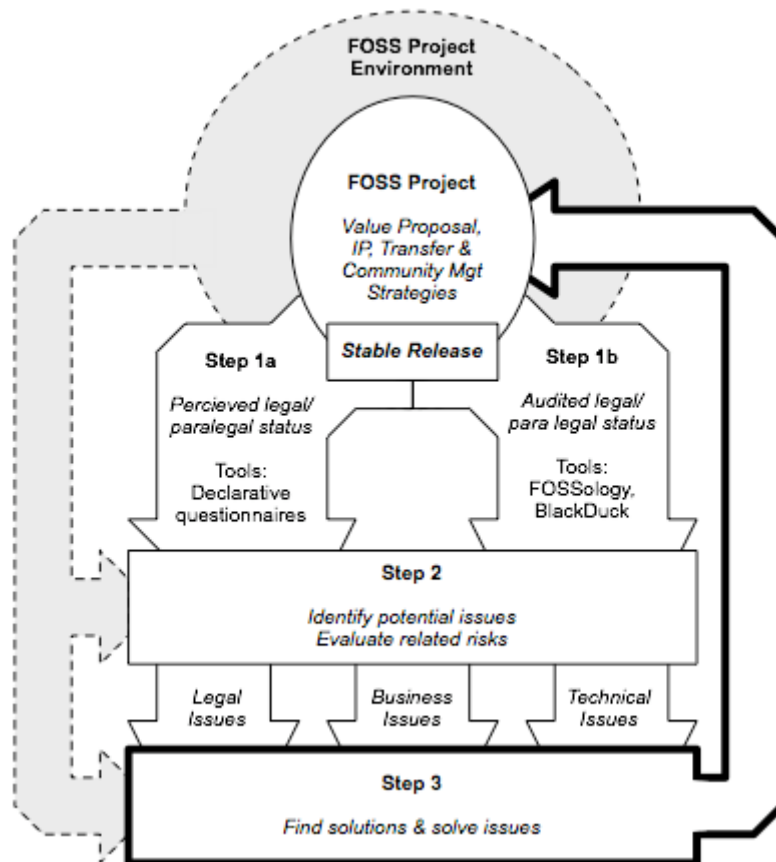 FOSS Project
Environment
FOSS Project
Value Proposal,
IP, Transfer &
Community Mgt
Strategies
Stable Release
Step 1a
Percieved legal/
paralegal status
Tools:
Declarative
questionnaires
Step 1b
Audited legal/
para legal status
Tools:
FOSSology,
BlackDuck
Step 2
Identify potential issues
Evaluate related risks
Legal
Issues
Business
Issues
Technical
Issues
Step 3
Find solutions & solve issues